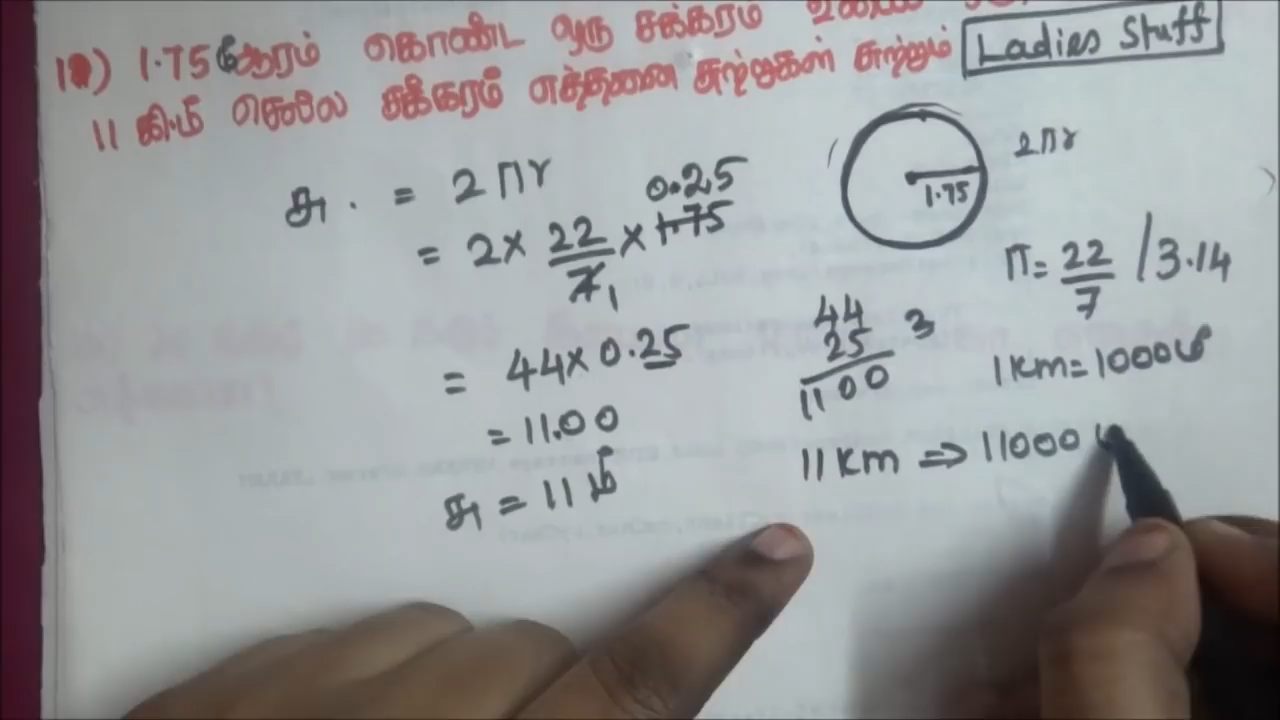 1.75 மீ ஆரம் கொண்ட ஒரு சக்கரம்
11 கி.மீ செல்ல சக்கரம் எத்தனை சுற்றுகள் சுற்றும்
Ladies Stuff
சு. = 2πr
= 2 × 22/7 × 1.75
0.25
1
= 44 × 0.25
= 11.00
சு = 11 மீ
1.75
2πr
π = 22/7 / 3.14
44
25
1100
1 km = 1000 மீ
11 km ⇒ 11000